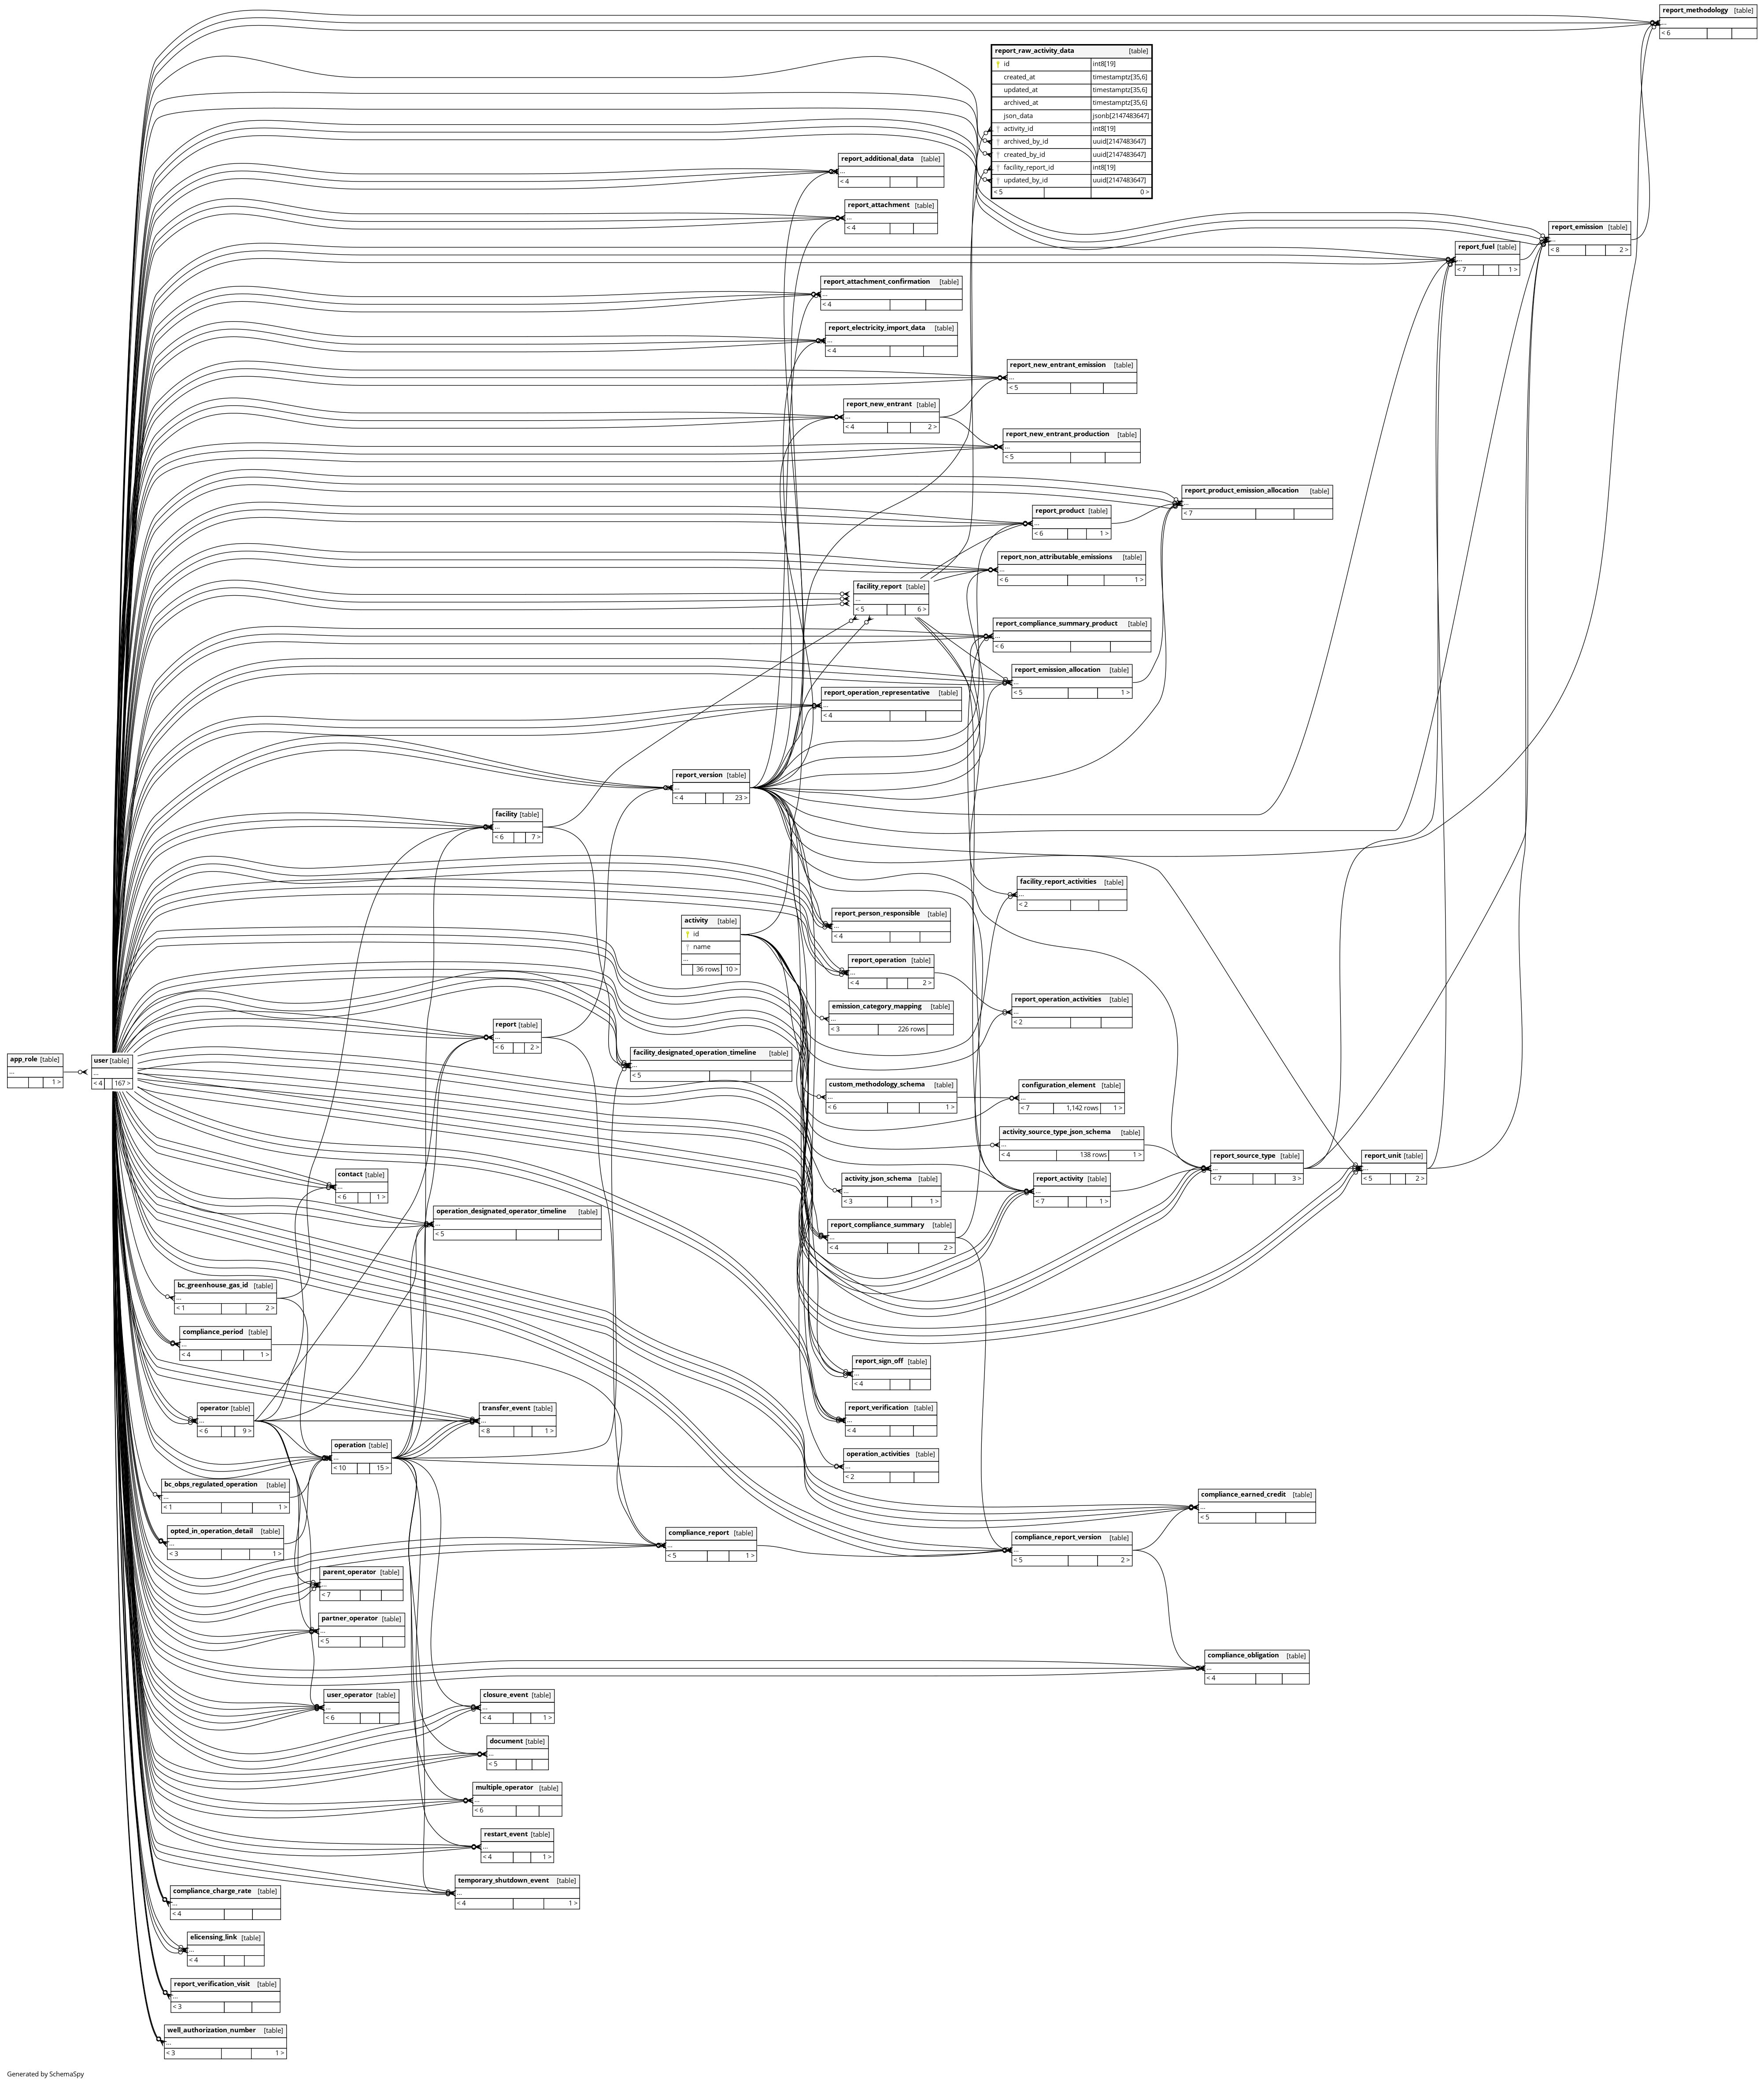 report_methodology [table]
...
< 6
report_raw_activity_data [table]
id int8[19]
created_at timestamptz[35,6]
updated_at timestamptz[35,6]
archived_at timestamptz[35,6]
json_data jsonb[2147483647]
activity_id int8[19]
archived_by_id uuid[2147483647]
created_by_id uuid[2147483647]
facility_report_id int8[19]
updated_by_id uuid[2147483647]
< 5 0 >
report_additional_data [table]
...
< 4
report_attachment [table]
...
< 4
report_emission [table]
...
< 8 2 >
report_fuel [table]
...
< 7 1 >
report_attachment_confirmation [table]
...
< 4
report_electricity_import_data [table]
...
< 4
report_new_entrant_emission [table]
...
< 5
report_new_entrant [table]
...
< 4 2 >
report_new_entrant_production [table]
...
< 5
report_product_emission_allocation [table]
...
< 7
report_product [table]
...
< 6 1 >
report_non_attributable_emissions [table]
...
< 6 1 >
facility_report [table]
...
< 5 6 >
report_compliance_summary_product [table]
...
< 6
report_emission_allocation [table]
...
< 5 1 >
report_operation_representative [table]
...
< 4
report_version [table]
...
< 4 23 >
facility [table]
...
< 6 7 >
facility_report_activities [table]
...
< 2
report_person_responsible [table]
...
< 4
activity [table]
id
name
...
36 rows 10 >
report_operation [table]
...
< 4 2 >
report_operation_activities [table]
...
< 2
emission_category_mapping [table]
...
< 3 226 rows
report [table]
...
< 6 2 >
facility_designated_operation_timeline [table]
...
< 5
app_role [table]
...
1 >
user [table]
...
< 4 167 >
custom_methodology_schema [table]
...
< 6 1 >
configuration_element [table]
...
< 7 1,142 rows 1 >
activity_source_type_json_schema [table]
...
< 4 138 rows 1 >
report_source_type [table]
...
< 7 3 >
report_unit [table]
...
< 5 2 >
contact [table]
...
< 6 1 >
activity_json_schema [table]
...
< 3 1 >
report_activity [table]
...
< 7 1 >
operation_designated_operator_timeline [table]
...
< 5
report_compliance_summary [table]
...
< 4 2 >
bc_greenhouse_gas_id [table]
...
< 1 2 >
compliance_period [table]
...
< 4 1 >
report_sign_off [table]
...
< 4
operator [table]
...
< 6 9 >
transfer_event [table]
...
< 8 1 >
report_verification [table]
...
< 4
operation [table]
...
< 10 15 >
operation_activities [table]
...
< 2
bc_obps_regulated_operation [table]
...
< 1 1 >
compliance_earned_credit [table]
...
< 5
opted_in_operation_detail [table]
...
< 3 1 >
compliance_report [table]
...
< 5 1 >
compliance_report_version [table]
...
< 5 2 >
parent_operator [table]
...
< 7
partner_operator [table]
...
< 5
compliance_obligation [table]
...
< 4
user_operator [table]
...
< 6
closure_event [table]
...
< 4 1 >
document [table]
...
< 5
multiple_operator [table]
...
< 6
restart_event [table]
...
< 4 1 >
temporary_shutdown_event [table]
...
< 4 1 >
compliance_charge_rate [table]
...
< 4
elicensing_link [table]
...
< 4
report_verification_visit [table]
...
< 3
well_authorization_number [table]
...
< 3 1 >
Generated by SchemaSpy